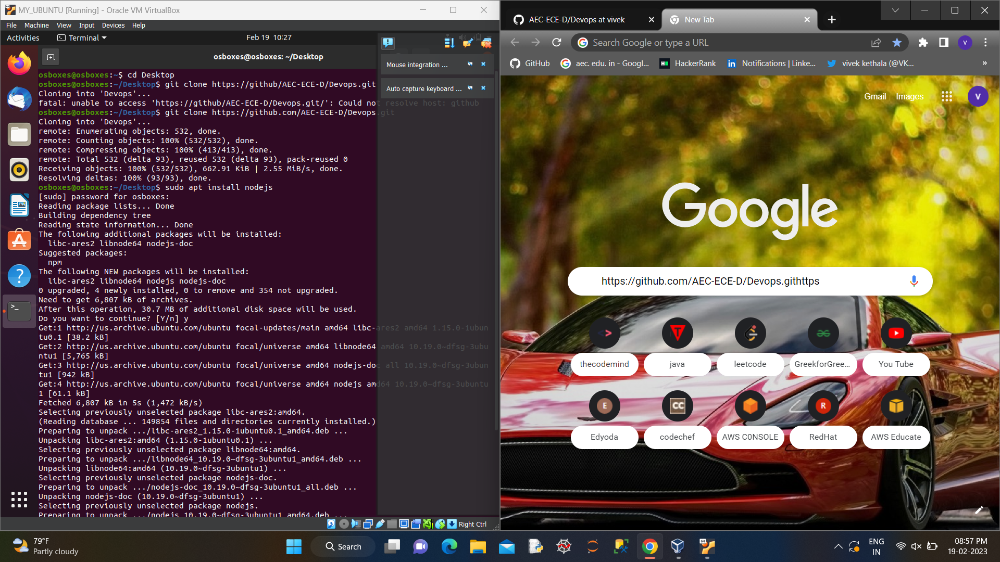 MY_UBUNTU [Running] - Oracle VM VirtualBox
File Machine View Input Devices Help
Activities Terminal Feb 19 10:27
osboxes@osboxes: ~/Desktop
Mouse integration ...
Auto capture keyboard ...
osboxes@osboxes:~$ cd Desktop
osboxes@osboxes:~/Desktop$ git clone https://github/AEC-ECE-D/Devops.git
Cloning into 'Devops'...
fatal: unable to access 'https://github/AEC-ECE-D/Devops.git/': Could not resolve host: github
osboxes@osboxes:~/Desktop$ git clone https://github.com/AEC-ECE-D/Devops.git
Cloning into 'Devops'...
remote: Enumerating objects: 532, done.
remote: Counting objects: 100% (532/532), done.
remote: Compressing objects: 100% (413/413), done.
remote: Total 532 (delta 93), reused 532 (delta 93), pack-reused 0
Receiving objects: 100% (532/532), 662.91 KiB | 2.55 MiB/s, done.
Resolving deltas: 100% (93/93), done.
osboxes@osboxes:~/Desktop$ sudo apt install nodejs
[sudo] password for osboxes:
Reading package lists... Done
Building dependency tree
Reading state information... Done
The following additional packages will be installed:
libc-ares2 libnode64 nodejs-doc
Suggested packages:
npm
The following NEW packages will be installed:
libc-ares2 libnode64 nodejs nodejs-doc
0 upgraded, 4 newly installed, 0 to remove and 354 not upgraded.
Need to get 6,807 kB of archives.
After this operation, 30.7 MB of additional disk space will be used.
Do you want to continue? [Y/n] y
Get:1 http://us.archive.ubuntu.com/ubuntu focal-updates/main amd64 libc-ares2 amd64 1.15.0-1ubun
tu0.1 [38.2 kB]
Get:2 http://us.archive.ubuntu.com/ubuntu focal/universe amd64 libnode64 amd64 10.19.0~dfsg-3ubu
ntu1 [5,765 kB]
Get:3 http://us.archive.ubuntu.com/ubuntu focal/universe amd64 nodejs-doc all 10.19.0~dfsg-3ubun
tu1 [942 kB]
Get:4 http://us.archive.ubuntu.com/ubuntu focal/universe amd64 nodejs amd64 10.19.0~dfsg-3ubuntu
1 [61.1 kB]
Fetched 6,807 kB in 5s (1,472 kB/s)
Selecting previously unselected package libc-ares2:amd64.
(Reading database ... 149854 files and directories currently installed.)
Preparing to unpack .../libc-ares2_1.15.0-1ubuntu0.1_amd64.deb ...
Unpacking libc-ares2:amd64 (1.15.0-1ubuntu0.1) ...
Selecting previously unselected package libnode64:amd64.
Preparing to unpack .../libnode64_10.19.0~dfsg-3ubuntu1_amd64.deb ...
Unpacking libnode64:amd64 (10.19.0~dfsg-3ubuntu1) ...
Selecting previously unselected package nodejs-doc.
Preparing to unpack .../nodejs-doc_10.19.0~dfsg-3ubuntu1_all.deb ...
Unpacking nodejs-doc (10.19.0~dfsg-3ubuntu1) ...
Selecting previously unselected package nodejs.
Preparing to unpack .../nodejs_10.19.0~dfsg-3ubuntu1_amd64.deb ...
Right Ctrl
AEC-ECE-D/Devops at vivek
New Tab
Search Google or type a URL
V
GitHub
aec. edu. in - Googl...
HackerRank
Notifications | Linke...
vivek kethala (@VK...
»
Gmail Images V
Google
https://github.com/AEC-ECE-D/Devops.githttps
thecodemind java leetcode GreekforGree... You Tube
E CC R
Edyoda codechef AWS C0NSOLE RedHat AWS Educate
79°F
Partly cloudy
Search
ENG
IN
08:57 PM
19-02-2023